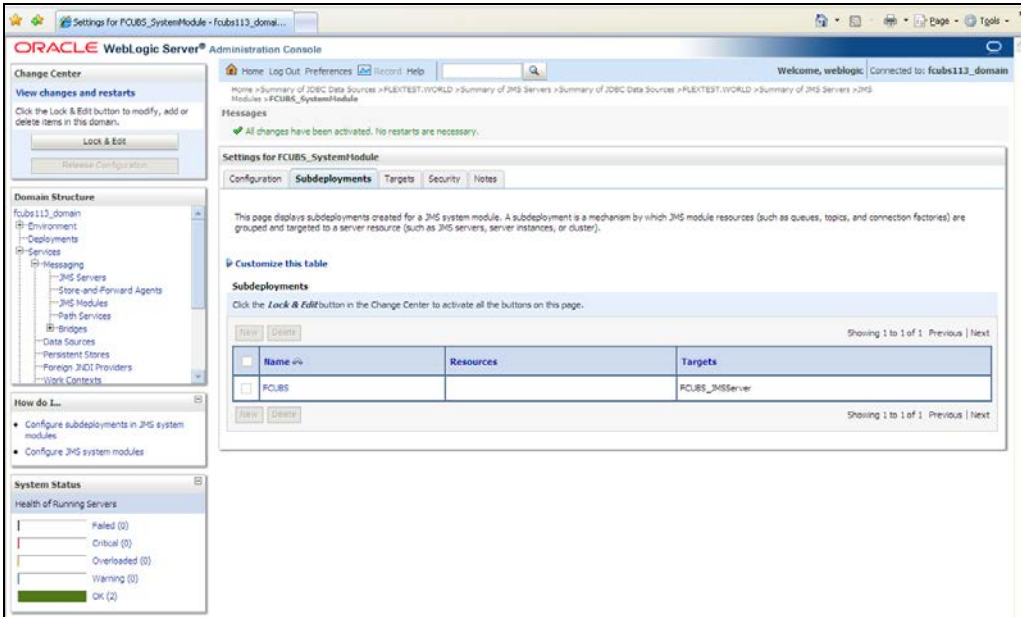 Settings for FCUBS_SystemModule - fcubs113_domai...
Page
Tools
ORACLE WebLogic Server® Administration Console
Change Center
View changes and restarts
Click the Lock & Edit button to modify, add or
delete items in this domain.
Lock & Edit
Release Configuration
Domain Structure
fcubs113_domain
Environment
Deployments
Services
Messaging
JMS Servers
Store-and-Forward Agents
JMS Modules
Path Services
Bridges
Data Sources
Persistent Stores
Foreign JNDI Providers
Work Contexts
How do I...
Configure subdeployments in JMS system
modules
Configure JMS system modules
System Status
Health of Running Servers
Failed (0)
Critical (0)
Overloaded (0)
Warning (0)
OK (2)
Home Log Out Preferences Record Help
Welcome, weblogic Connected to: fcubs113_domain
Home >Summary of JDBC Data Sources >FLEXTEST.WORLD >Summary of JMS Servers >Summary of JDBC Data Sources >FLEXTEST.WORLD >Summary of JMS Servers >JMS
Modules >FCUBS_SystemModule
Messages
All changes have been activated. No restarts are necessary.
Settings for FCUBS_SystemModule
Configuration Subdeployments Targets Security Notes
This page displays subdeployments created for a JMS system module. A subdeployment is a mechanism by which JMS module resources (such as queues, topics, and connection factories) are
grouped and targeted to a server resource (such as JMS servers, server instances, or cluster).
Customize this table
Subdeployments
Click the Lock & Edit button in the Change Center to activate all the buttons on this page.
New Delete
Showing 1 to 1 of 1 Previous | Next
Name Resources Targets
FCUBS FCUBS_JMSServer
New Delete
Showing 1 to 1 of 1 Previous | Next